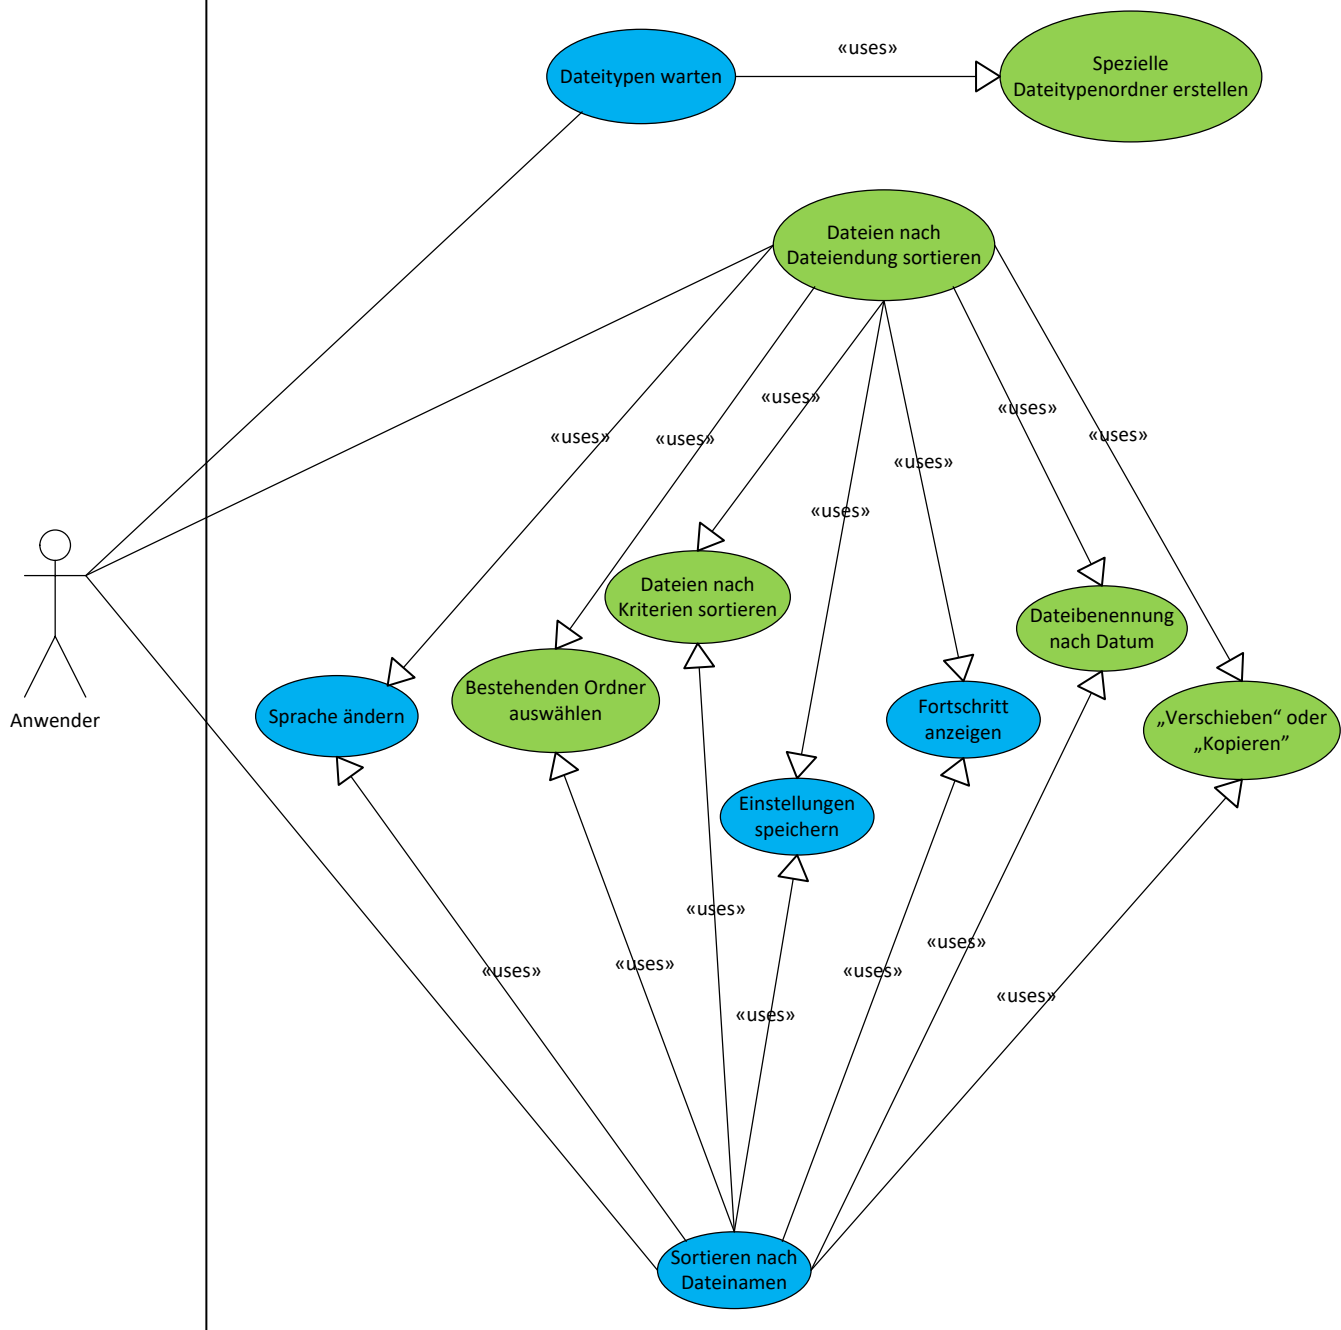 «uses»
Dateitypen warten
Spezielle
Dateitypenordner erstellen
Dateien nach
Dateiendung sortieren
«uses»
«uses»
«uses»
«uses»
«uses»
«uses»
«uses»
Dateien nach
Kriterien sortieren
Dateibenennung
nach Datum
Anwender
Sprache ändern
Bestehenden Ordner
auswählen
Fortschritt
anzeigen
„Verschieben“ oder
„Kopieren”
Einstellungen
speichern
«uses»
«uses»
«uses»
«uses»
«uses»
«uses»
«uses»
Sortieren nach
Dateinamen